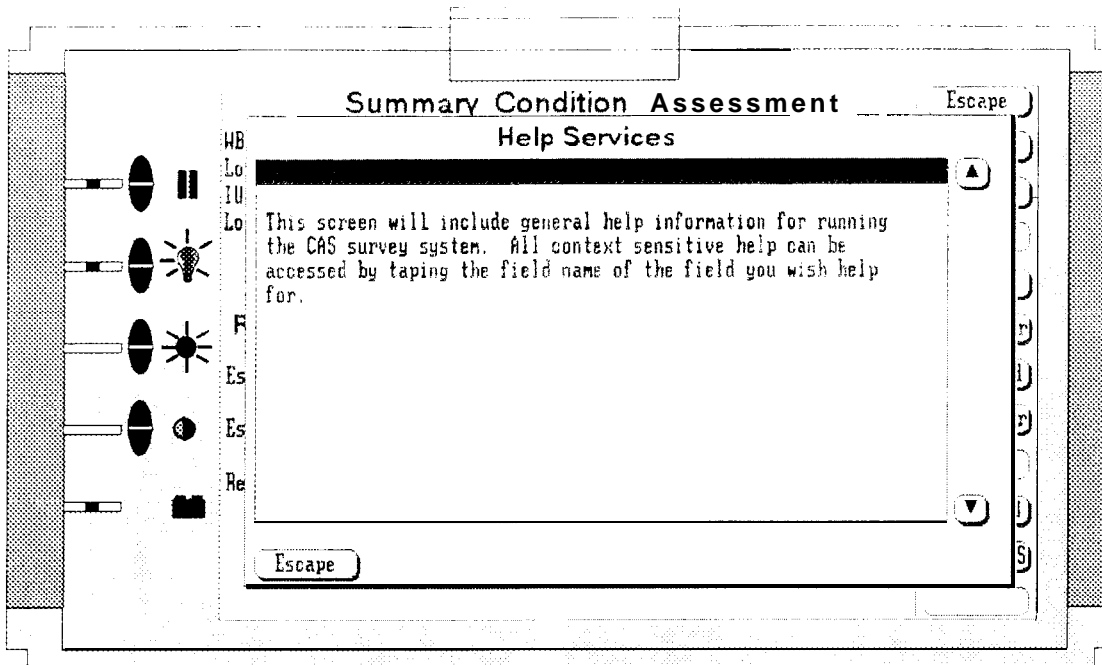 Summary Condition Assessment
Escape
Help Services
WB
Lo
IU
Lo
This screen will include general help information for running
the CAS survey system. All context sensitive help can be
accessed by taping the field name of the field you wish help
for.
F
r
Es
l
Es
r
Re
S
Escape